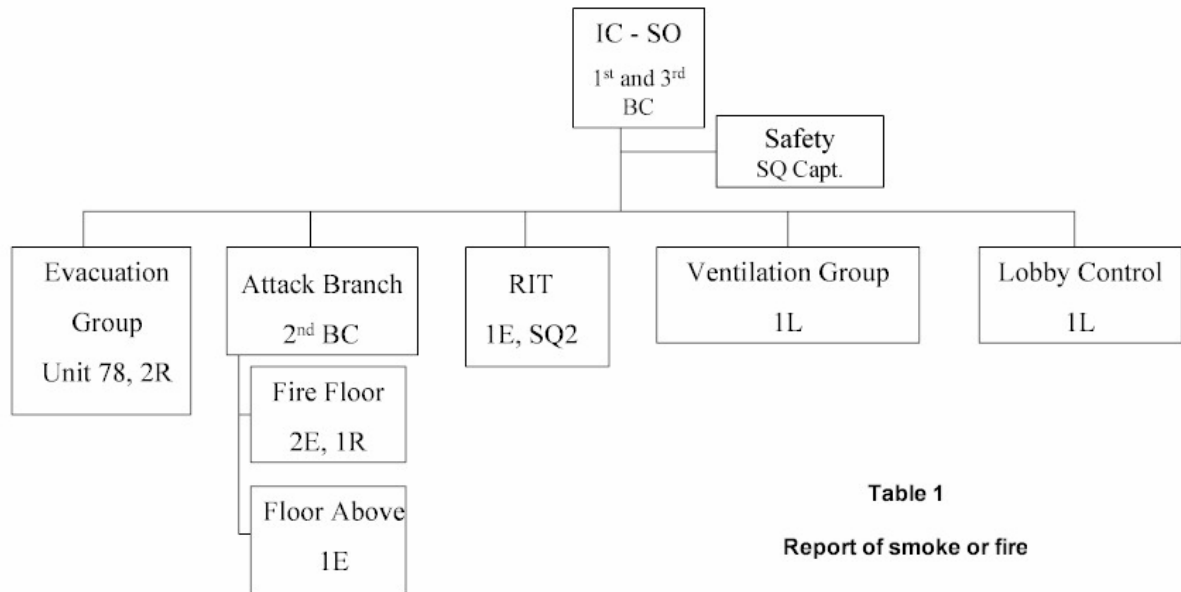 IC - SO
1st and 3rd
BC
Safety
SQ Capt.
Evacuation
Group
Unit 78, 2R
Attack Branch
2nd BC
Fire Floor
2E, 1R
Floor Above
1E
RIT
1E, SQ2
Ventilation Group
1L
Lobby Control
1L
Table 1
Report of smoke or fire